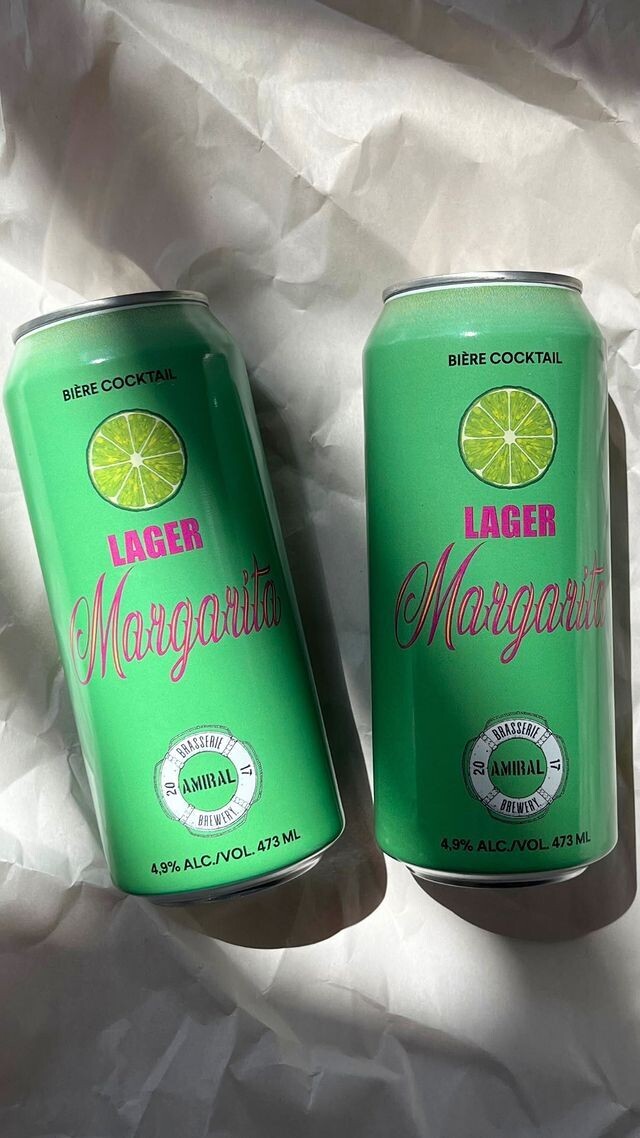 BIÈRE COCKTAIL
LAGER
Margarita
BRASSERIE
20 AMIRAL 17
BREWERY
4,9% ALC./VOL. 473 ML
BIÈRE COCKTAIL
LAGER
Margarita
BRASSERIE
20 AMIRAL 17
BREWERY
4,9% ALC./VOL. 473 ML